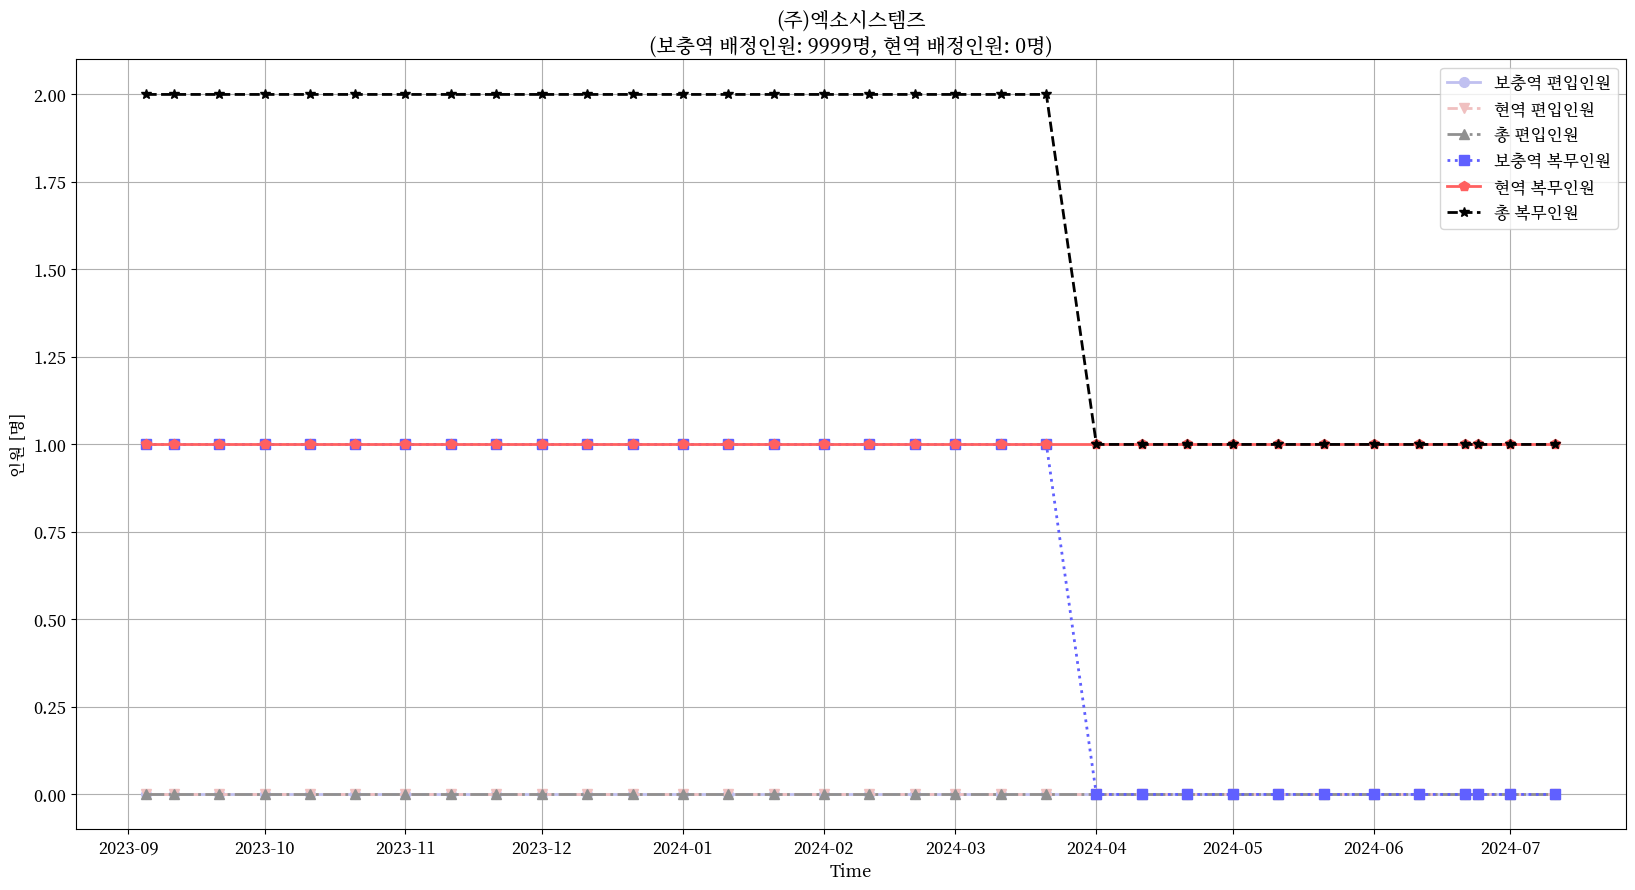 (주)엑소시스템즈
(보충역 배정인원: 9999명, 현역 배정인원: 0명)
보충역 편입인원
현역 편입인원
총 편입인원
보충역 복무인원
현역 복무인원
총 복무인원
인원 [명]
2.00
1.75
1.50
1.25
1.00
0.75
0.50
0.25
0.00
2023-09 2023-10 2023-11 2023-12 2024-01 2024-02 2024-03 2024-04 2024-05 2024-06 2024-07
Time